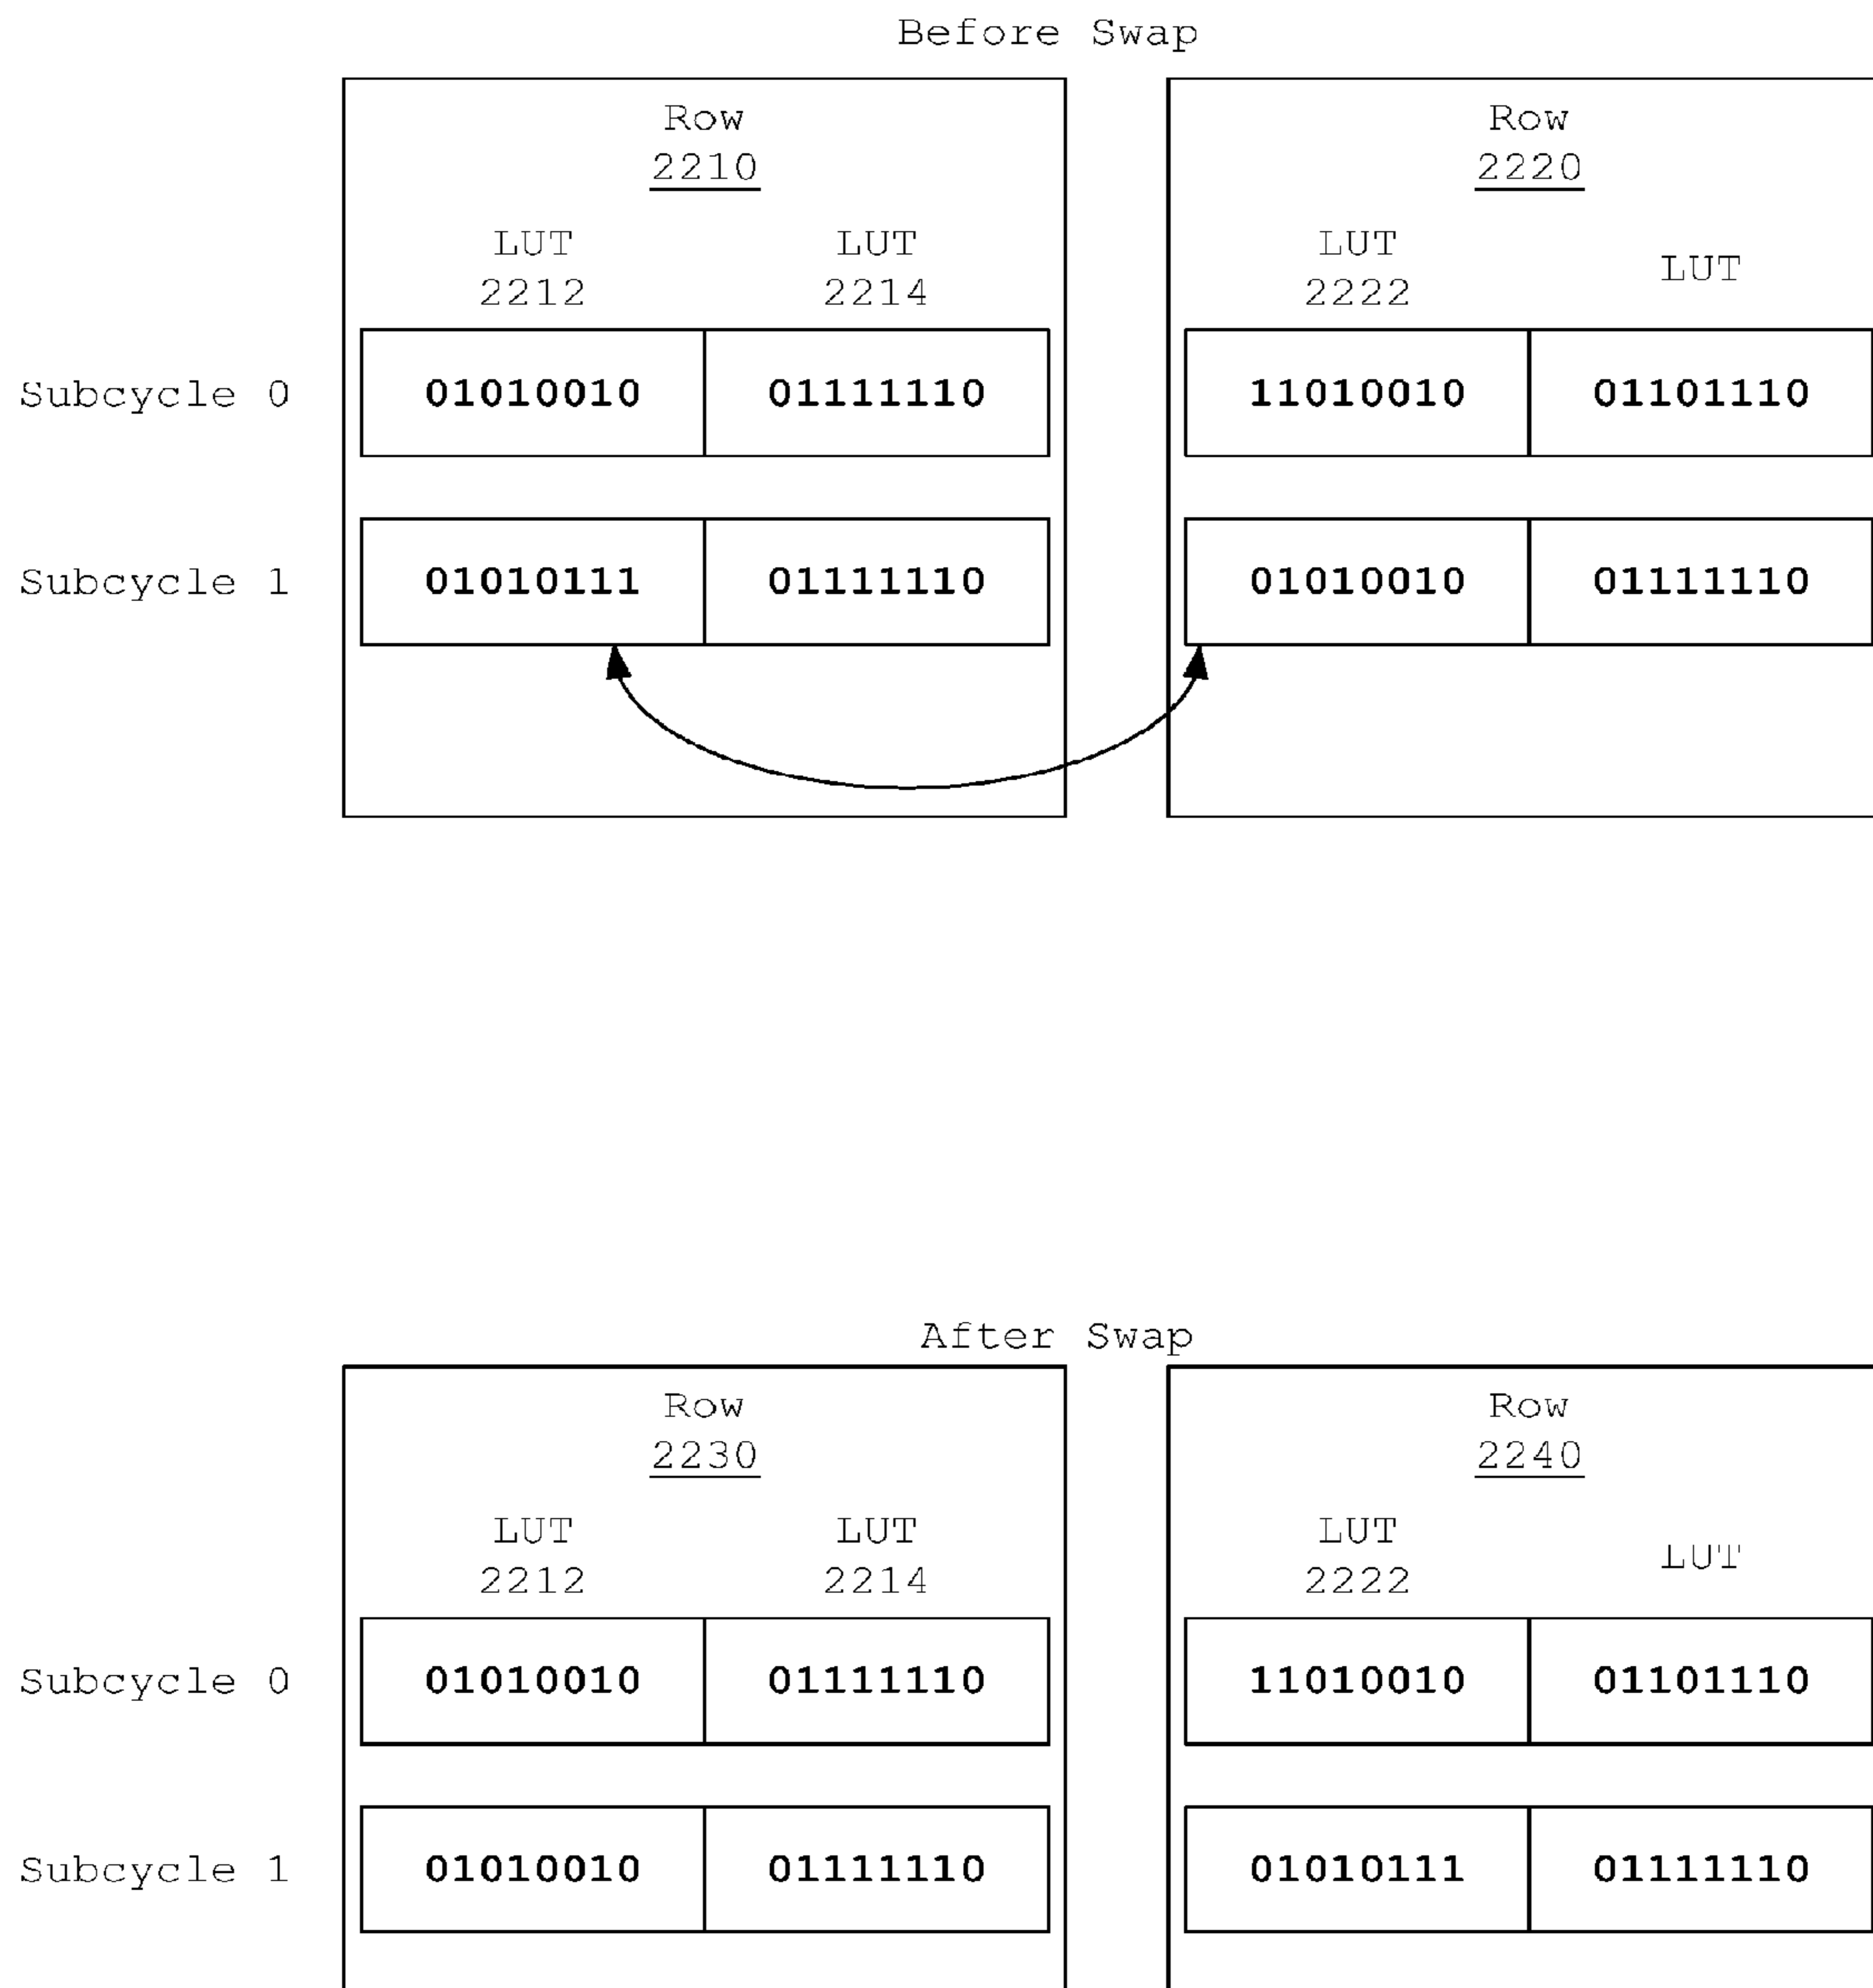 Before Swap
Row Row
2210 2220
LUT LUT LUT LUT
2212 2214 2222
Subcycle 0 01010010 01111110 11010010 01101110
Subcycle 1 01010111 01111110 01010010 01111110
After Swap
Row Row
2230 2240
LUT LUT LUT LUT
2212 2214 2222
Subcycle 0 01010010 01111110 11010010 01101110
Subcycle 1 01010010 01111110 01010111 01111110